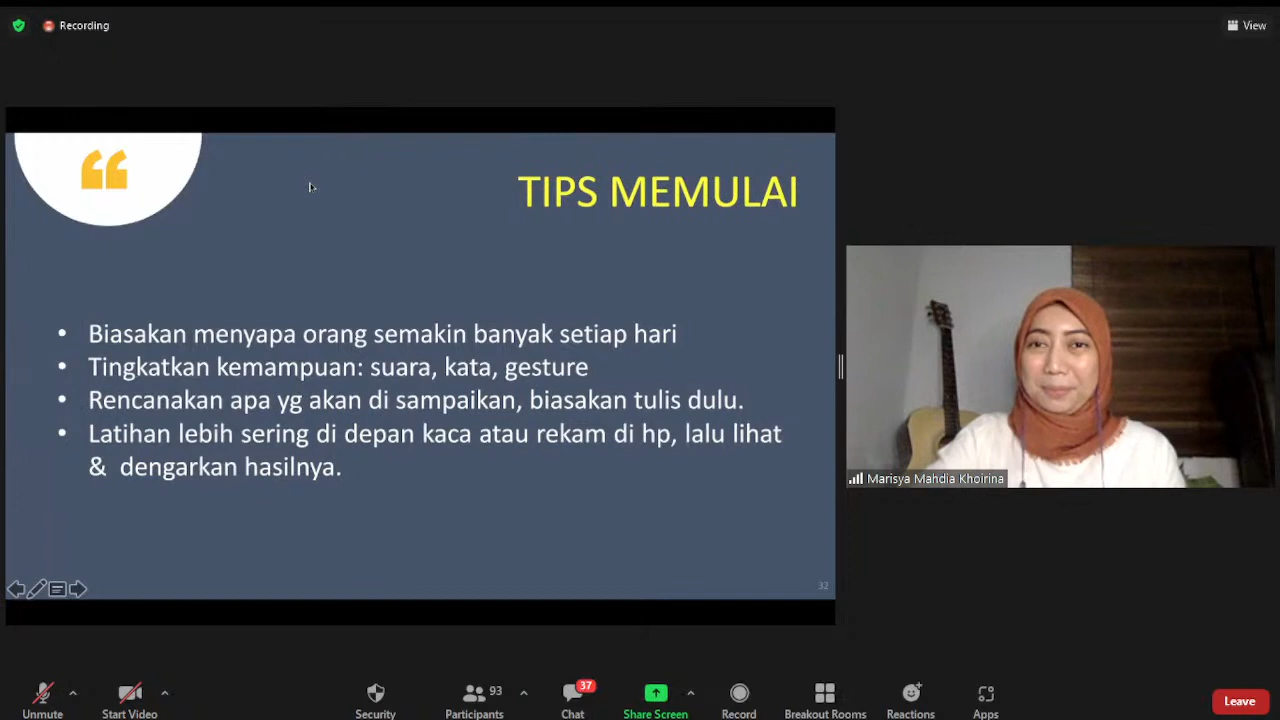 Recording
View
“
TIPS MEMULAI
• Biasakan menyapa orang semakin banyak setiap hari
• Tingkatkan kemampuan: suara, kata, gesture
• Rencanakan apa yg akan di sampaikan, biasakan tulis dulu.
• Latihan lebih sering di depan kaca atau rekam di hp, lalu lihat
& dengarkan hasilnya.
32
Marisya Mahdia Khoirina
93
37
Unmute
Start Video
Security
Participants
Chat
Share Screen
Record
Breakout Rooms
Reactions
Apps
Leave